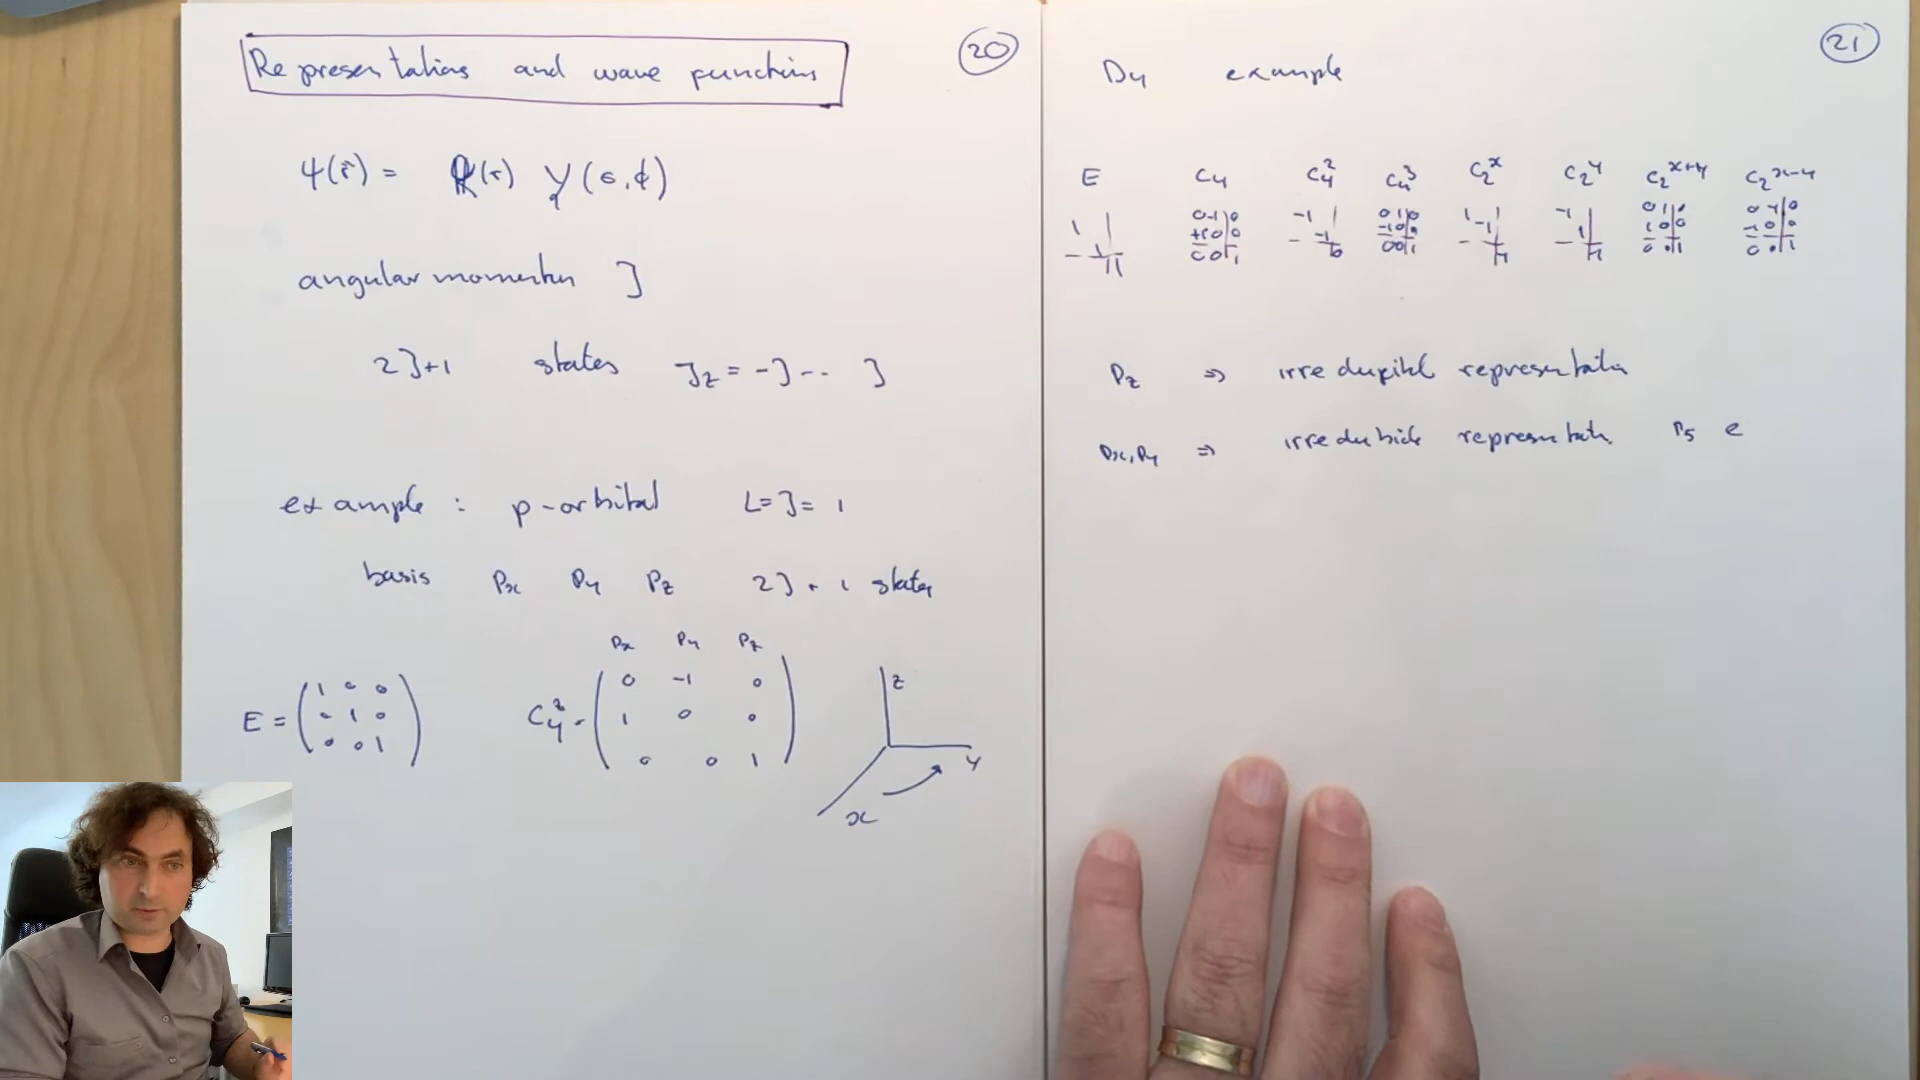 Representations and wave functions
20
ψ(r) = R(r) Y(θ,ϕ)
angular momentum J
2J+1 states Jz = -J -- J
example : p-orbital L=J=1
basis Px Py Pz 2J+1 states
Px Py Pz
E = (1 0 0
0 1 0
0 0 1)
C4 = (0 -1 0
1 0 0
0 0 1)
z
y
x
21
D4 example
E C4 C4² C4³ C2ˣ C2ʸ C2ˣ⁺ʸ C2ˣ⁻ʸ
Pz ⇒ irreducible representation
Px,Py ⇒ irreducible representation Γ5 e